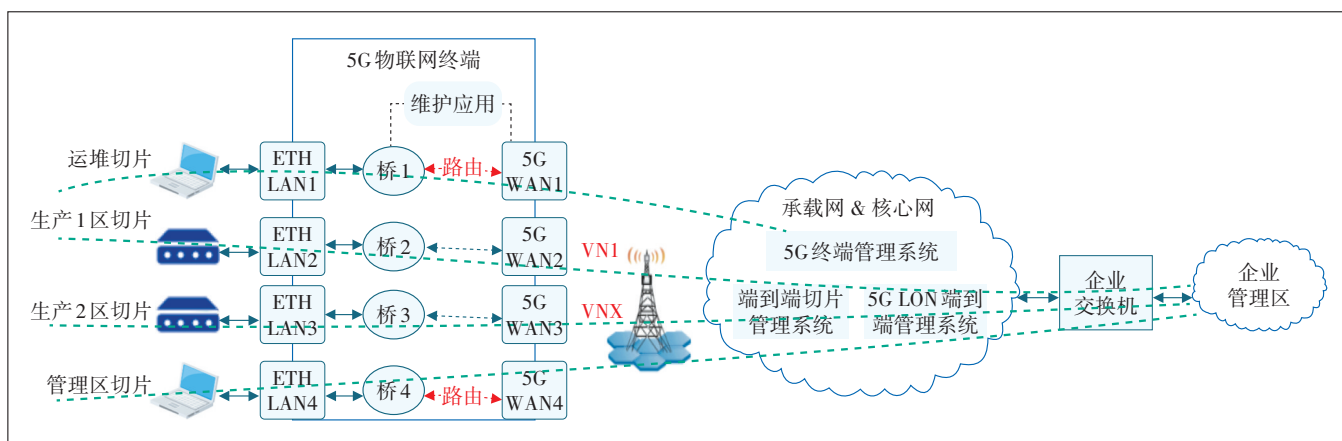 5G物联网终端
维护应用
运堆切片
ETH
LAN1
桥1
路由
5G
WAN1
生产1区切片
ETH
LAN2
桥2
5G
WAN2
VN1
生产2区切片
ETH
LAN3
桥3
5G
WAN3
VNX
管理区切片
ETH
LAN4
桥4
路由
5G
WAN4
承载网 & 核心网
5G终端管理系统
端到端切片
管理系统
5G LON端到
端管理系统
企业
交换机
企业
管理区